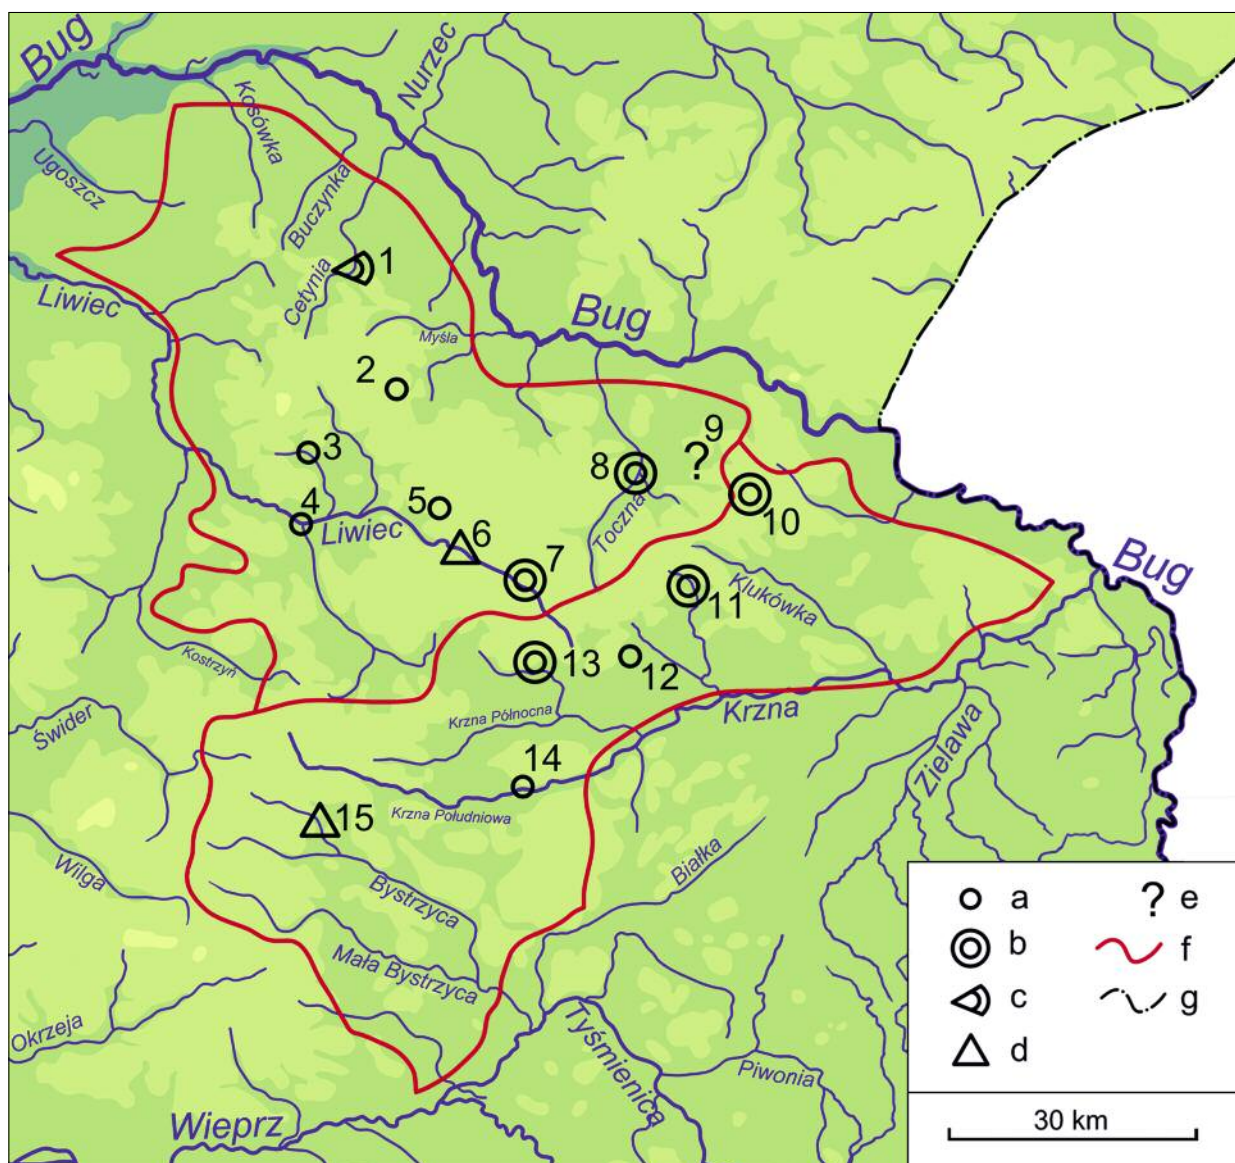 Bug
Nurzec
Kosówka
Ugoszcz
Buczynka
1
Cetynia
Liwiec
Bug
Myśla
2
9
3
8
?
4
5
10
Liwiec
6
Toczna
7
Bug
11
Klukówka
13
12
Kostrzyń
Krzna Północna
Krzna
Świder
Zielawa
14
Krzna Południowa
15
Białka
Wilga
Bystrzyca
a
? e
b
f
Mała Bystrzyca
c
g
Okrzeja
Tyśmienica
d
Piwonia
Wieprz
30 km